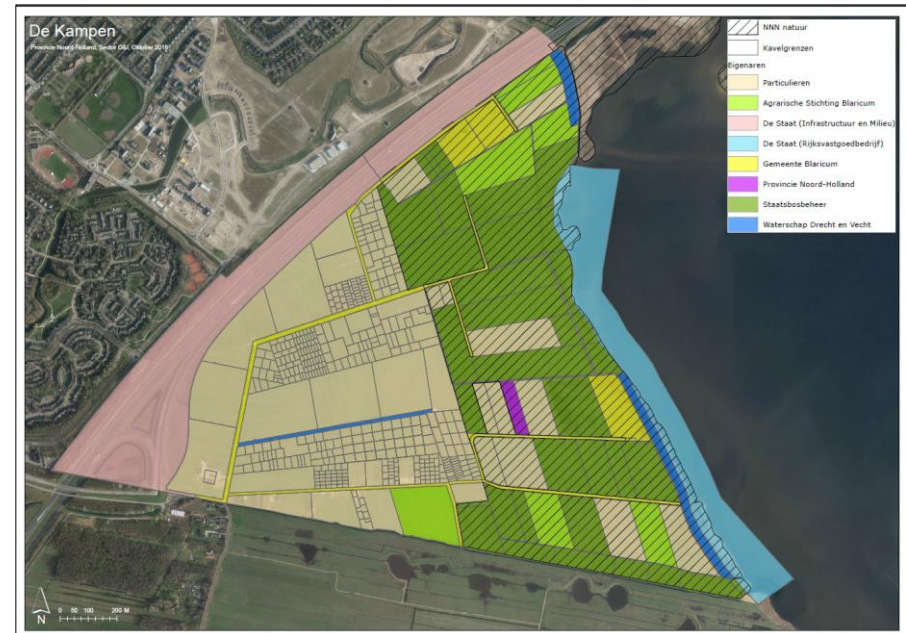 De Kampen
Provincie Noord-Holland, Sector O&I, Oktober 2016
NNN natuur
Kavelgrenzen
Eigenaren
Particulieren
Agrarische Stichting Blaricum
De Staat (Infrastructuur en Milieu)
De Staat (Rijksvastgoedbedrijf)
Gemeente Blaricum
Provincie Noord-Holland
Staatsbosbeheer
Waterschap Drecht en Vecht
0 50 100 200 M
N